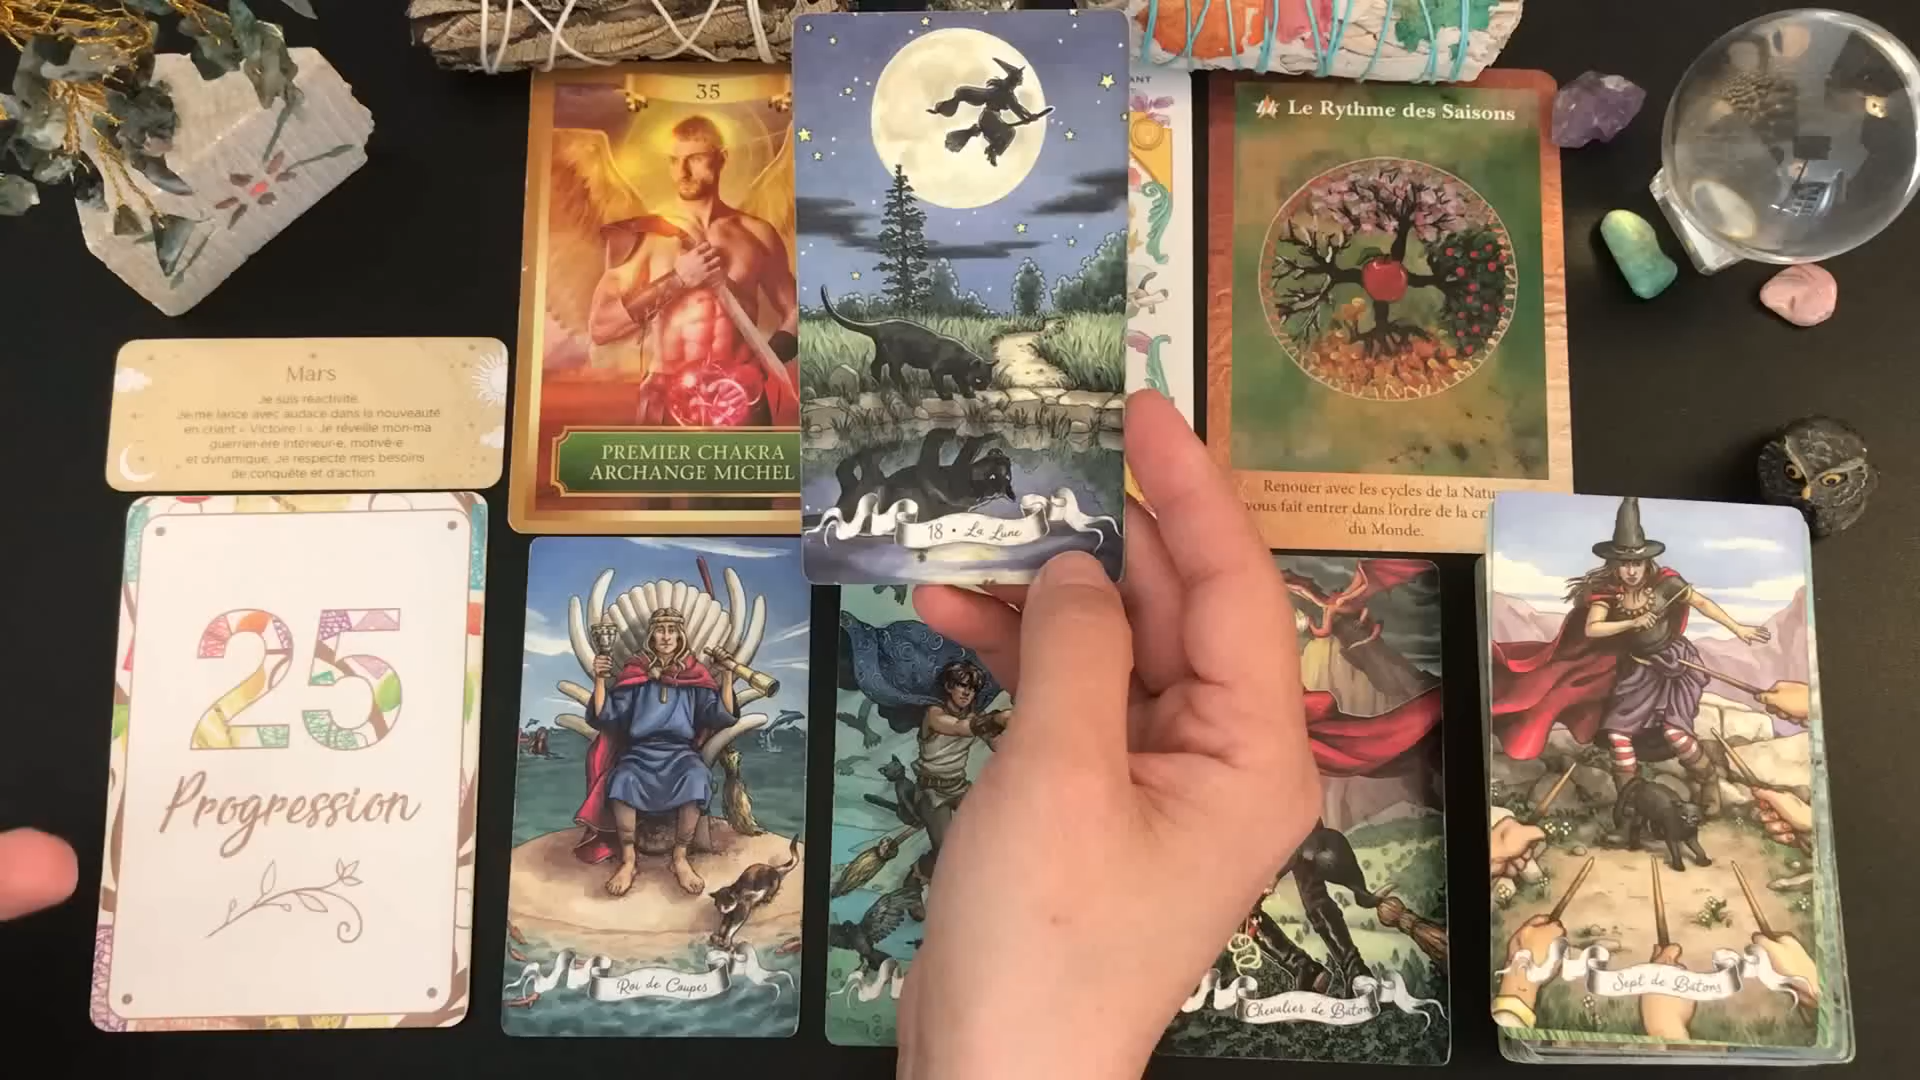 35
PREMIER CHAKRA
ARCHANGE MICHEL
18 • La Lune
ANT
44 Le Rythme des Saisons
Renouer avec les cycles de la Natu
vous fait entrer dans l'ordre de la cr
du Monde.
Mars
Je suis réactivité.
Je me lance avec audace dans la nouveauté
en criant « Victoire ! ». Je réveille mon·ma
guerrier·ère intérieur·e, motivé·e
et dynamique. Je respecte mes besoins
de conquête et d'action.
25
Progression
Roi de Coupes
Chevalier de Bâton
Sept de Bâtons